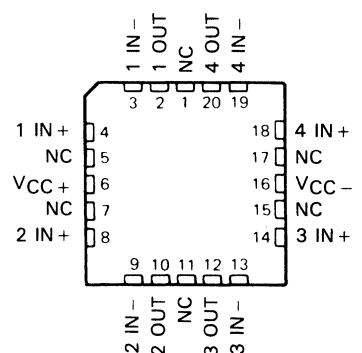 1 IN−
1 OUT
NC
4 OUT
4 IN−
3 2 1 20 19
1 IN+ 4
NC 5
VCC+ 6
NC 7
2 IN+ 8
18 4 IN+
17 NC
16 VCC−
15 NC
14 3 IN+
9 10 11 12 13
2 IN−
2 OUT
NC
3 OUT
3 IN−